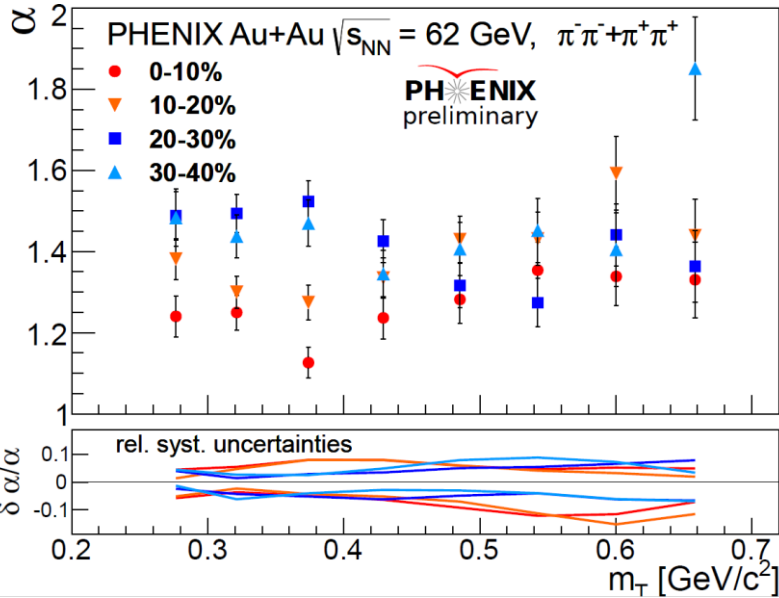 α
2
1.8
1.6
1.4
1.2
1
PHENIX Au+Au √sNN = 62 GeV, π-π-+π+π+
0-10%
10-20%
20-30%
30-40%
PH ENIX
preliminary
δ α/α
0.1
0
-0.1
rel. syst. uncertainties
0.2
0.3
0.4
0.5
0.6
0.7
mT [GeV/c2]